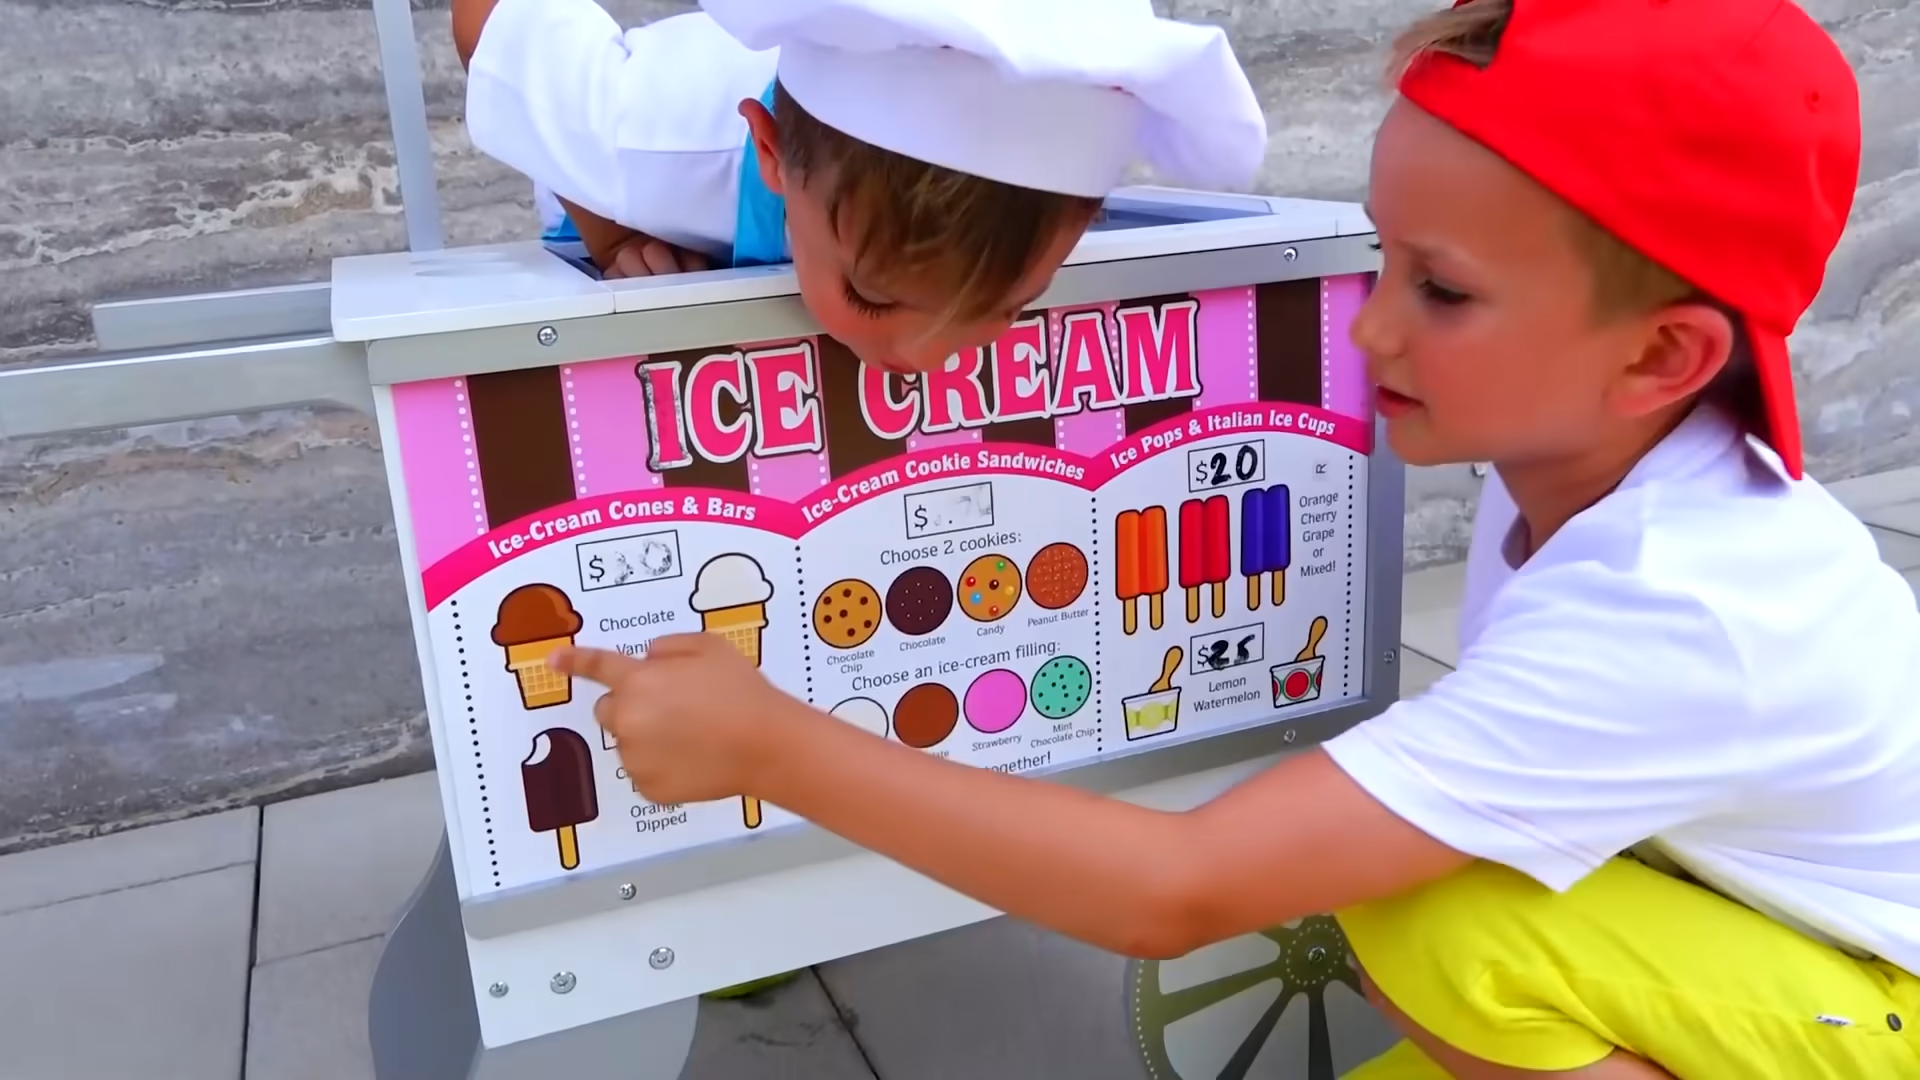 ICE CREAM
Ice-Cream Cones & Bars
$
Chocolate
Orange
Dipped
Ice-Cream Cookie Sandwiches
$
Choose 2 cookies:
Chocolate
Chip
Chocolate
Candy
Peanut Butter
Choose an ice-cream filling:
Strawberry
Mint
Chocolate Chip
Ice Pops & Italian Ice Cups
$20
Orange
Cherry
Grape
or
Mixed!
$25
Lemon
Watermelon